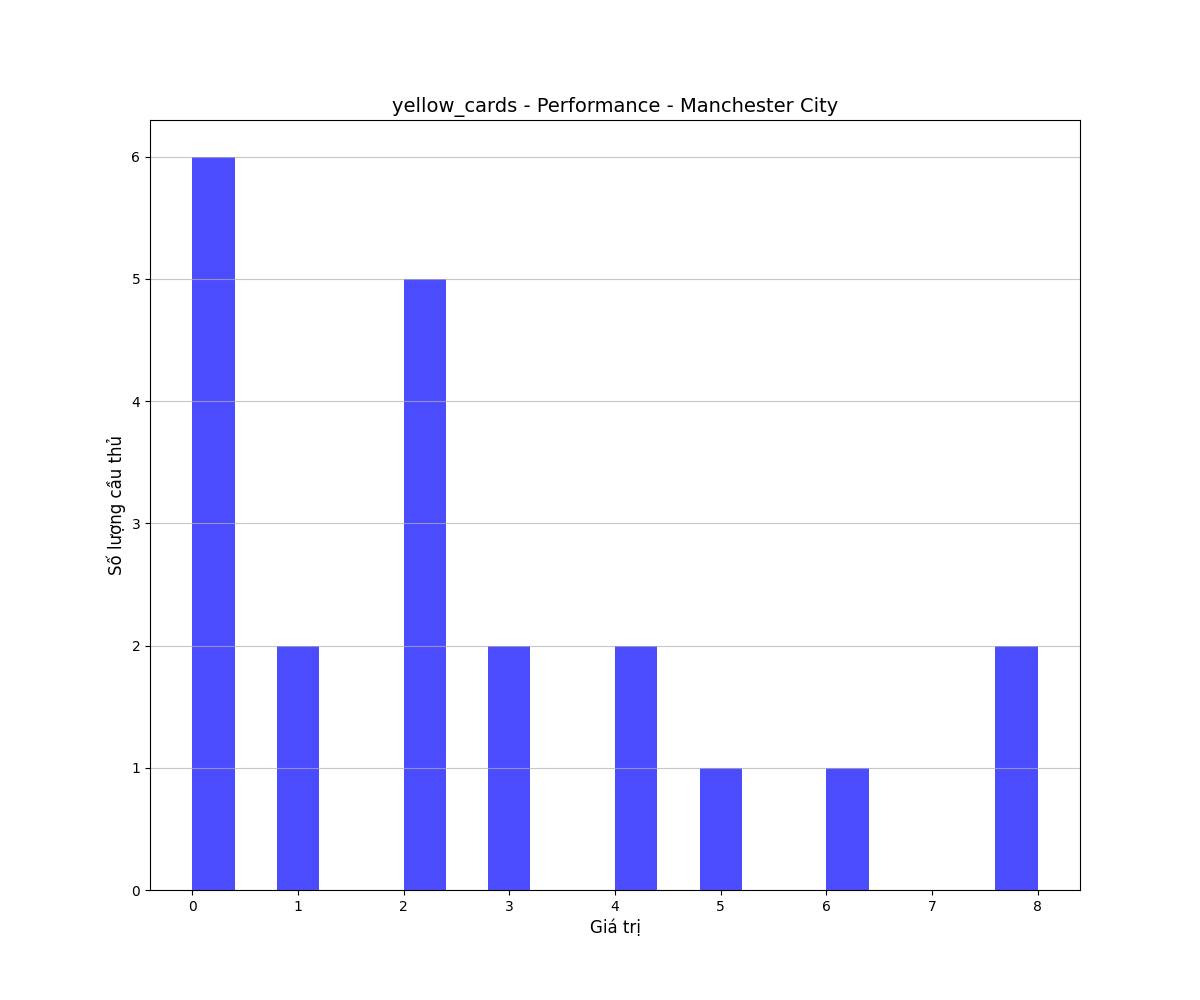 yellow_cards - Performance - Manchester City
6
5
4
3
2
1
0
Số lượng cầu thủ
0 1 2 3 4 5 6 7 8
Giá trị